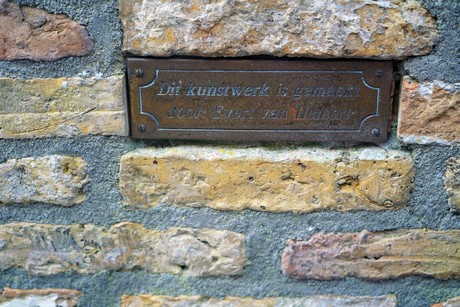 Dit kunstwerk is gemaakt
door Evert van Hemert